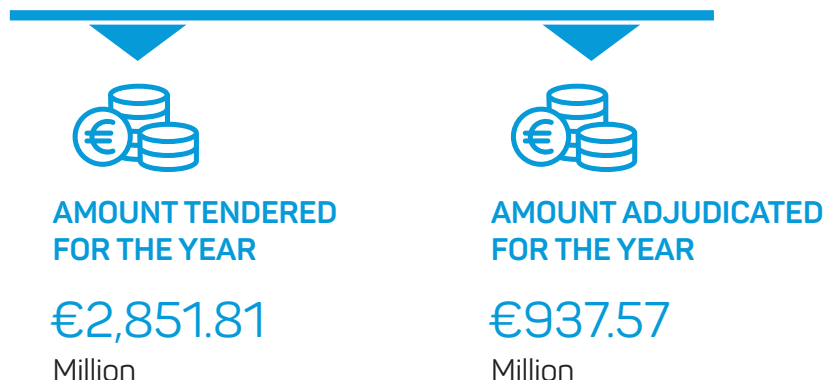 AMOUNT TENDERED
FOR THE YEAR
€2,851.81
Million
AMOUNT ADJUDICATED
FOR THE YEAR
€937.57
Million